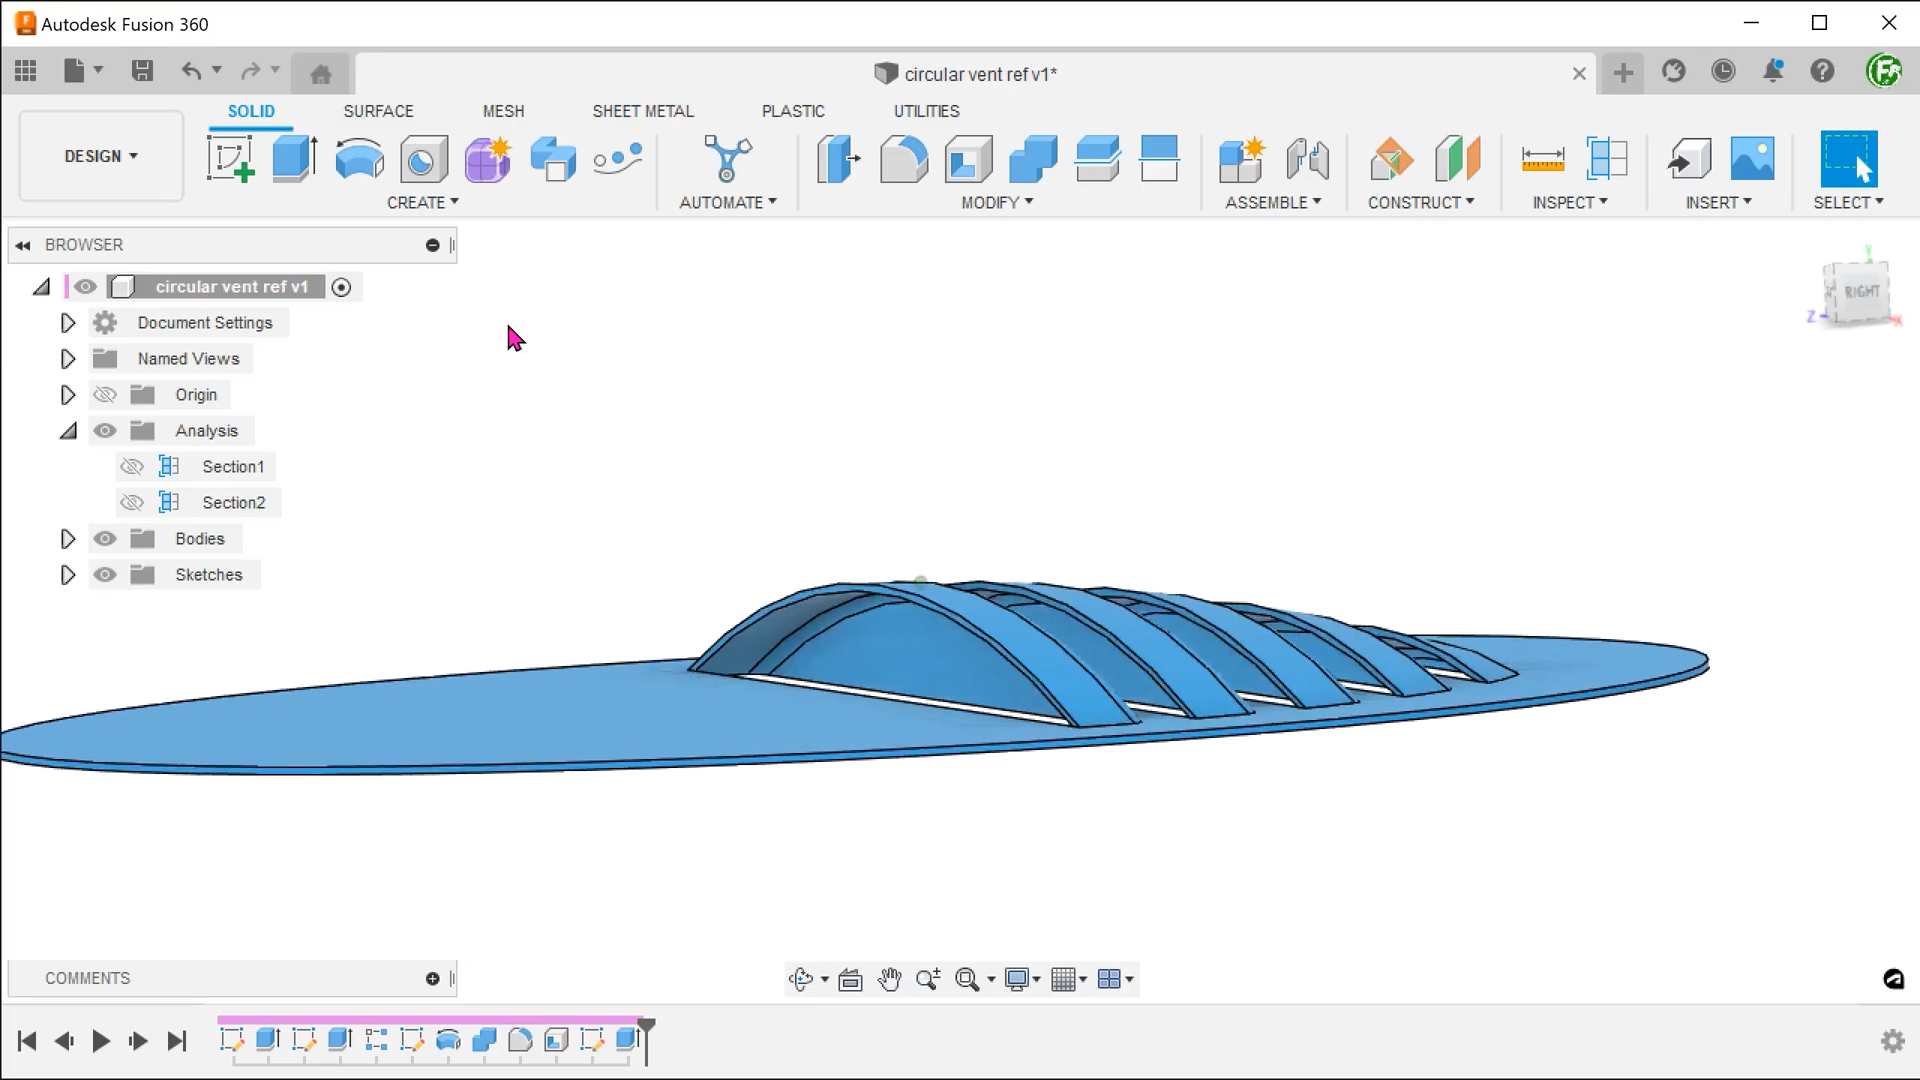 Autodesk Fusion 360
circular vent ref v1*
SOLID SURFACE MESH SHEET METAL PLASTIC UTILITIES
DESIGN
CREATE AUTOMATE MODIFY ASSEMBLE CONSTRUCT INSPECT INSERT SELECT
BROWSER
circular vent ref v1
Document Settings
Named Views
Origin
Analysis
Section1
Section2
Bodies
Sketches
Y
RIGHT
Z
X
COMMENTS